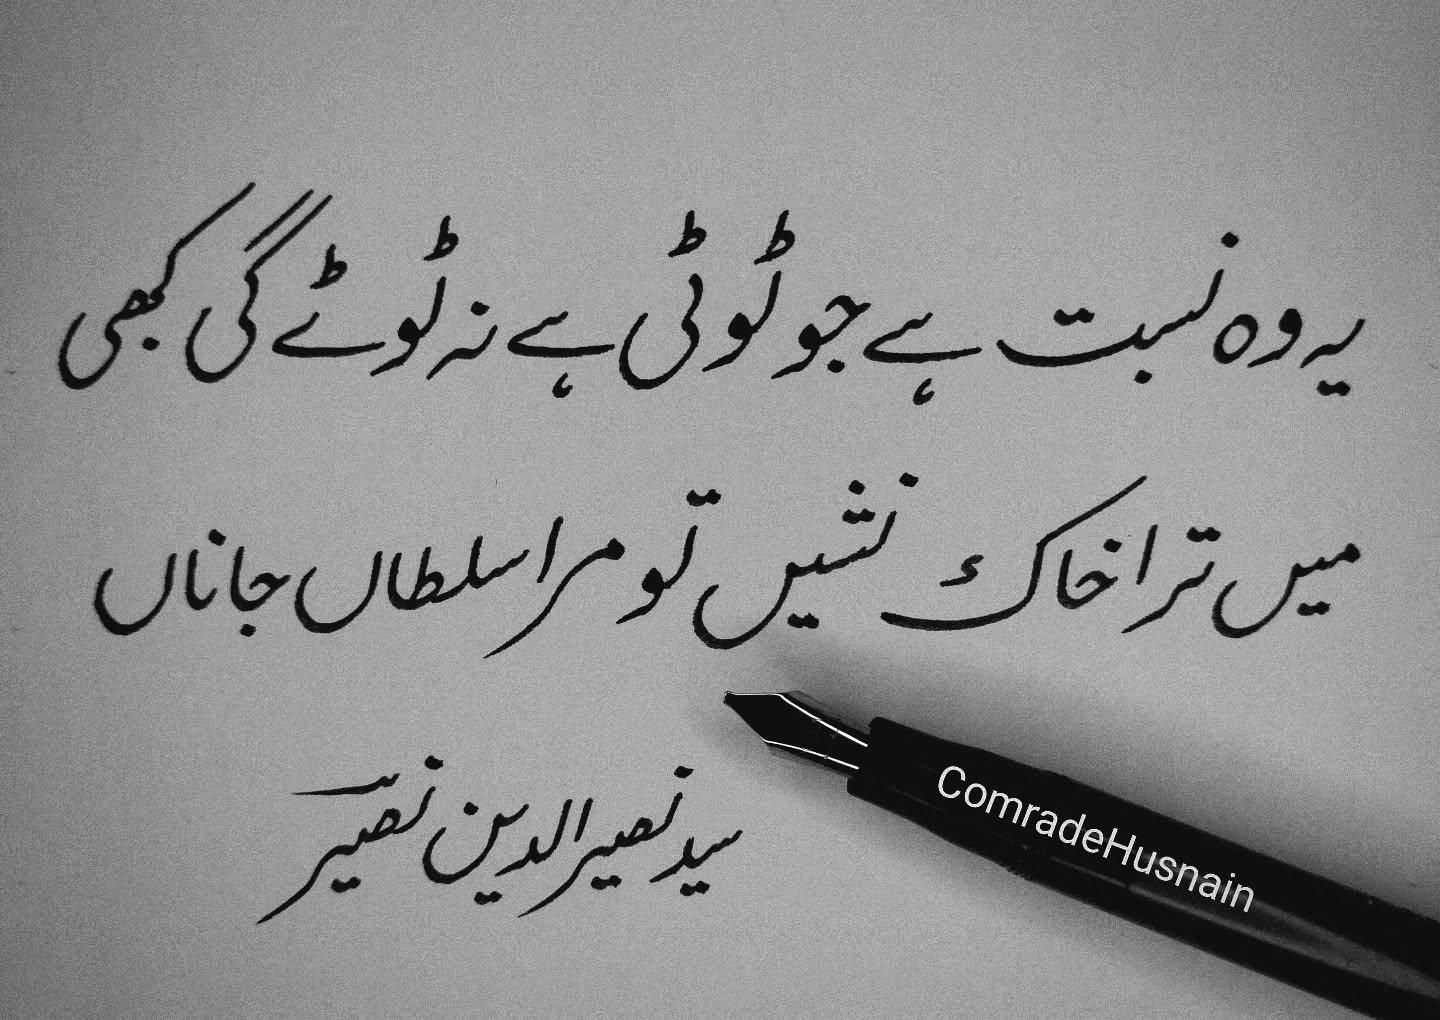 یہ وہ نسبت ہے جو ٹوٹی ہے نہ ٹوٹے گی کبھی
میں ترا خاک نشیں تو مرا سلطاں جاناں
سید نصیر الدین نصیرؔ
ComradeHusnain